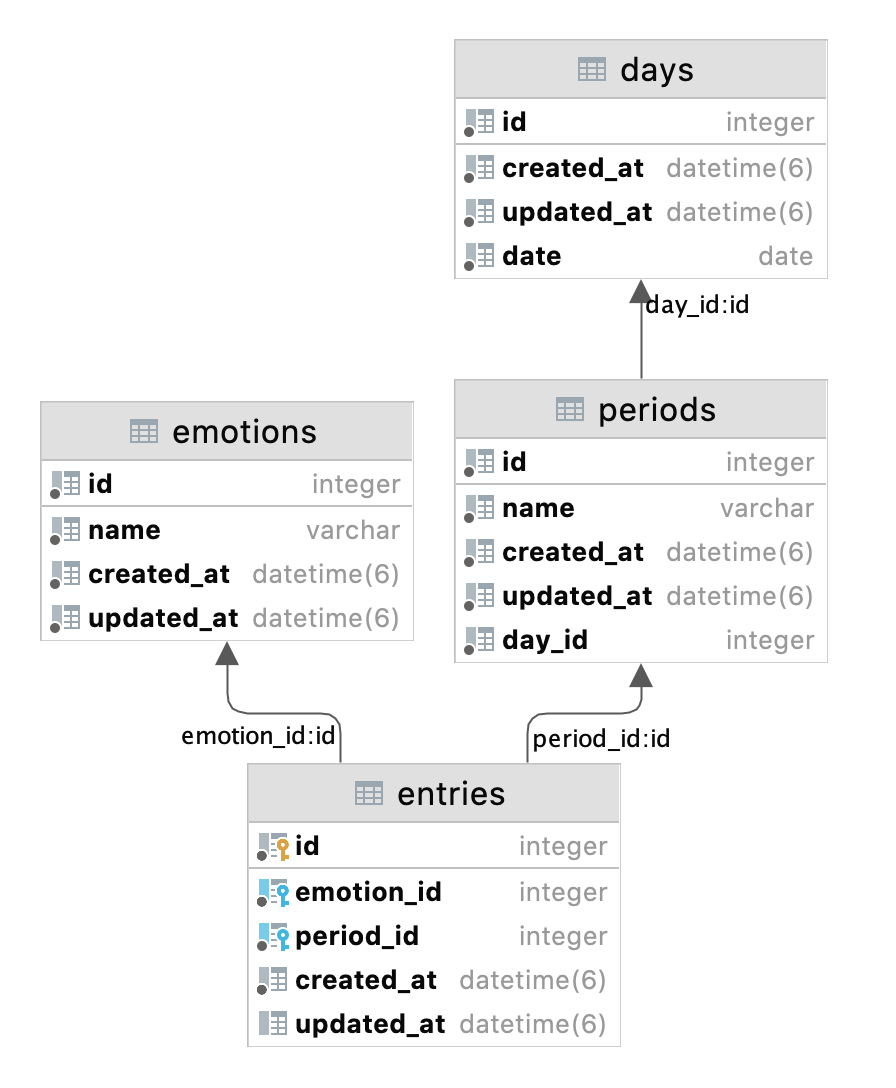 days
id integer
created_at datetime(6)
updated_at datetime(6)
date date
day_id:id
periods
id integer
name varchar
created_at datetime(6)
updated_at datetime(6)
day_id integer
emotions
id integer
name varchar
created_at datetime(6)
updated_at datetime(6)
emotion_id:id
period_id:id
entries
id integer
emotion_id integer
period_id integer
created_at datetime(6)
updated_at datetime(6)